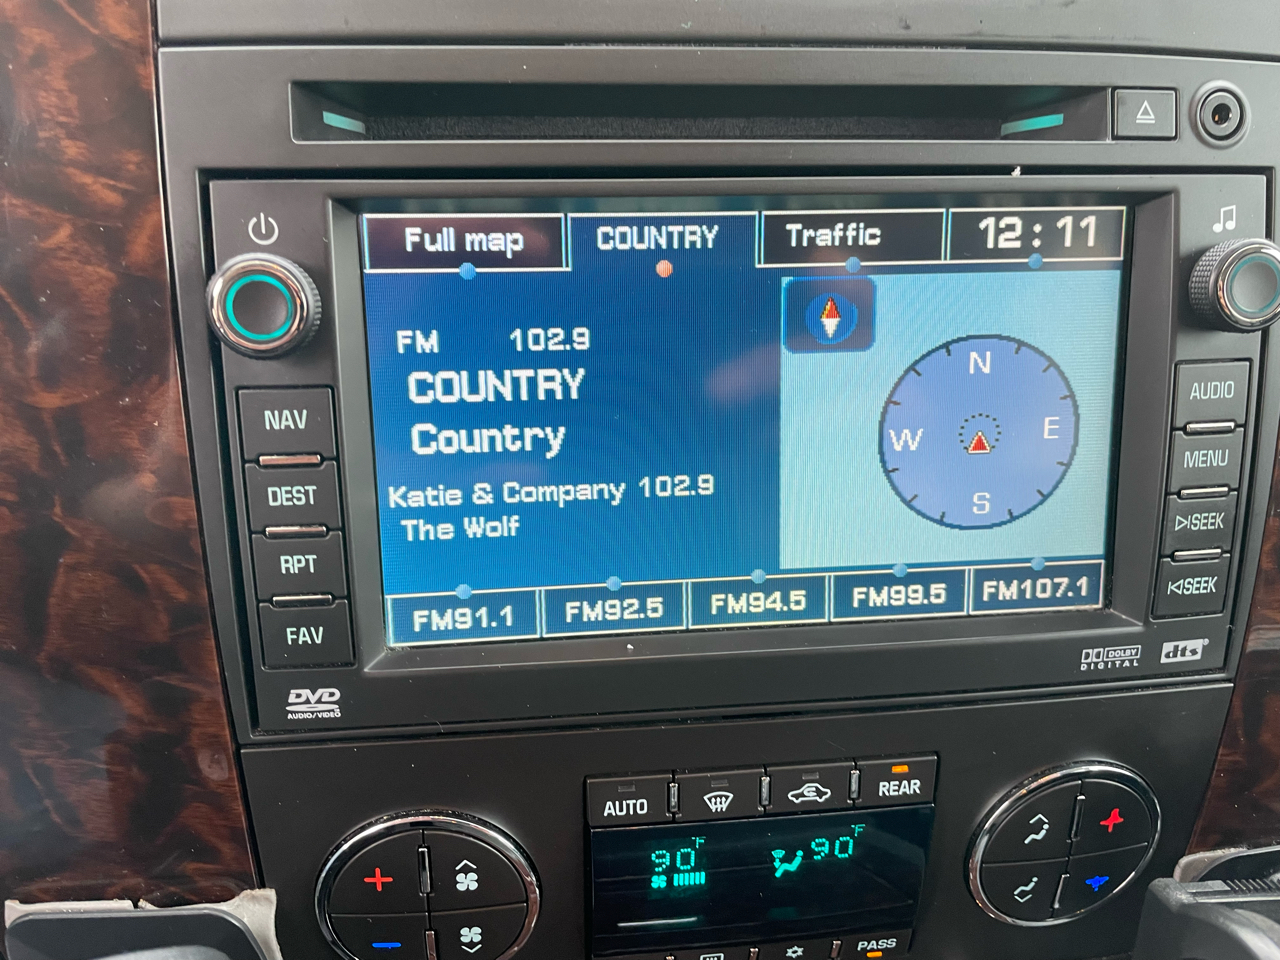 Full map COUNTRY Traffic 12:11
FM 102.9
COUNTRY
Country
Katie & Company 102.9
The Wolf
N
W E
S
FM91.1 FM92.5 FM94.5 FM99.5 FM107.1
NAV
DEST
RPT
FAV
AUDIO
MENU
SEEK
SEEK
DVD
AUDIO/VIDEO
DOLBY
DIGITAL
dts
AUTO REAR
90°F 90°F
PASS